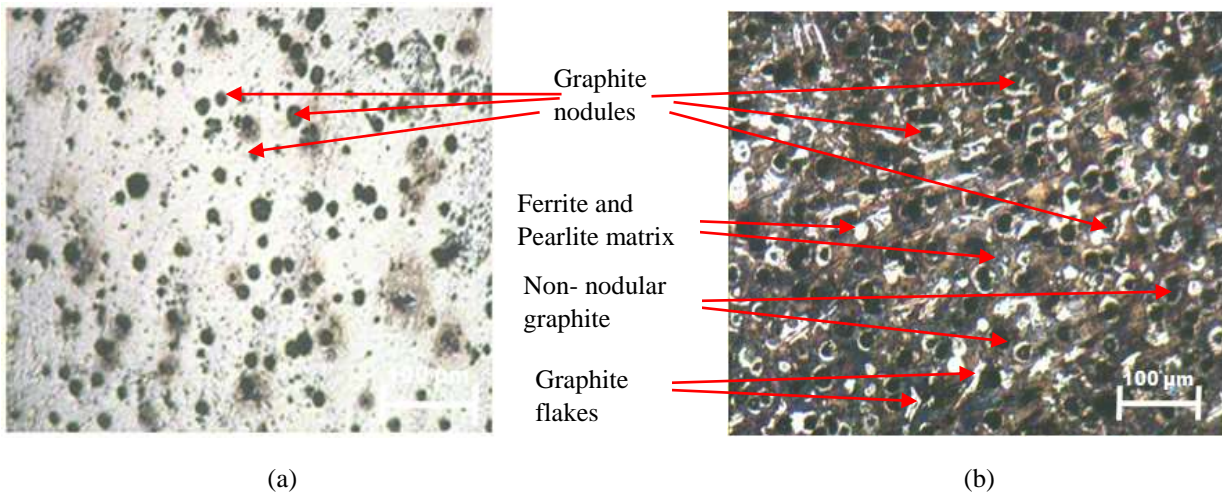 Graphite
nodules
Ferrite and
Pearlite matrix
Non- nodular
graphite
Graphite
flakes
100 µm
(a)
(b)